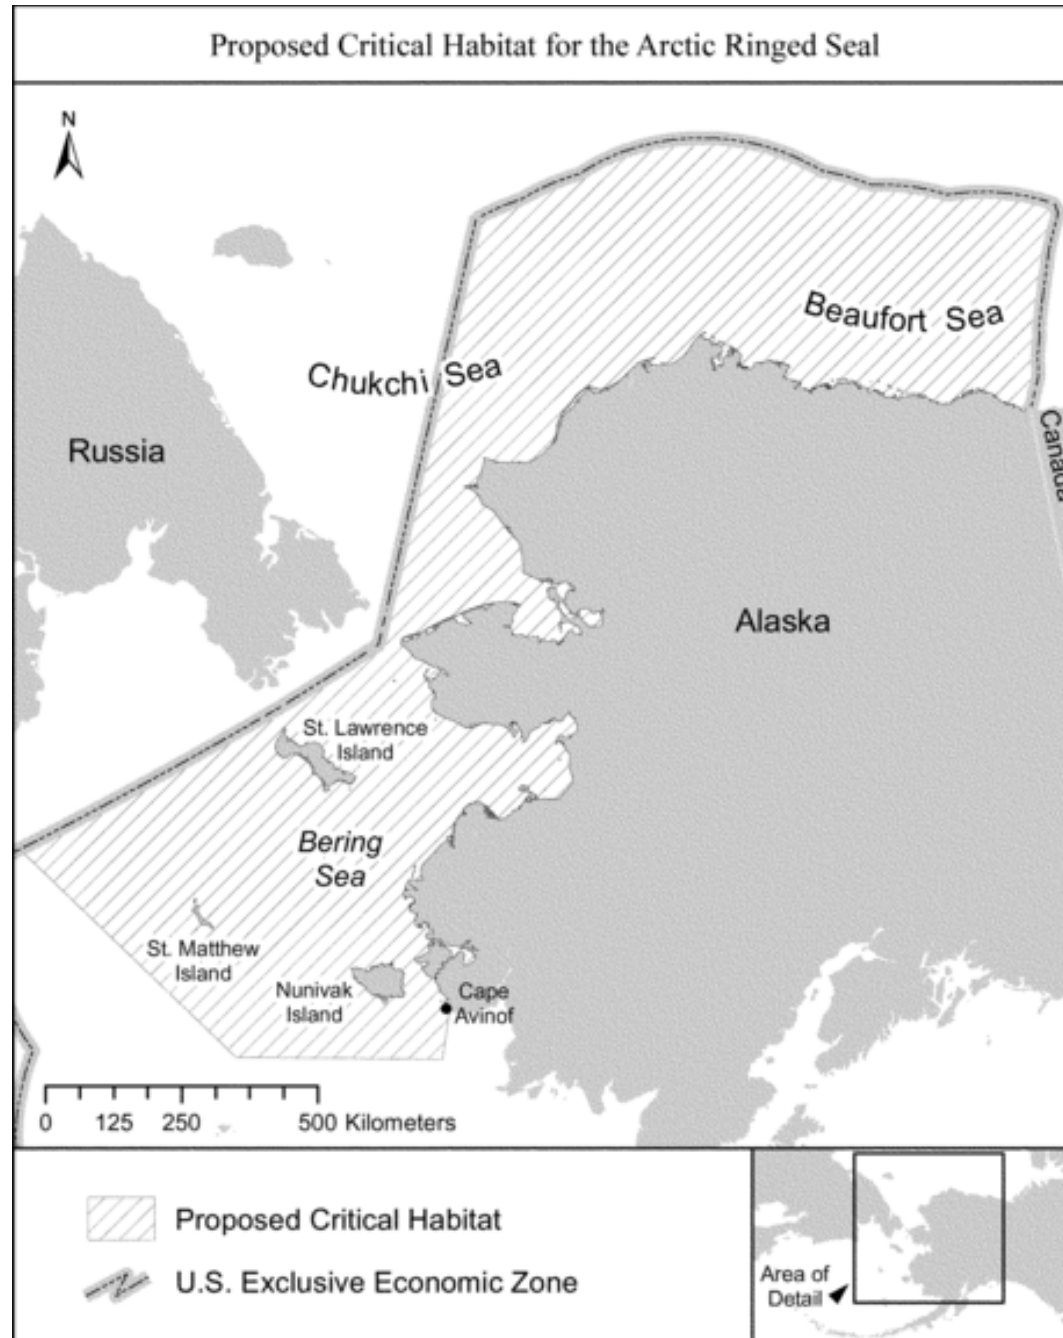 Proposed Critical Habitat for the Arctic Ringed Seal
N
Beaufort Sea
Chukchi Sea
Canada
Russia
Alaska
St. Lawrence
Island
Bering
Sea
St. Matthew
Island
Nunivak
Island
Cape
Avinof
0 125 250 500 Kilometers
Proposed Critical Habitat
U.S. Exclusive Economic Zone
Area of
Detail